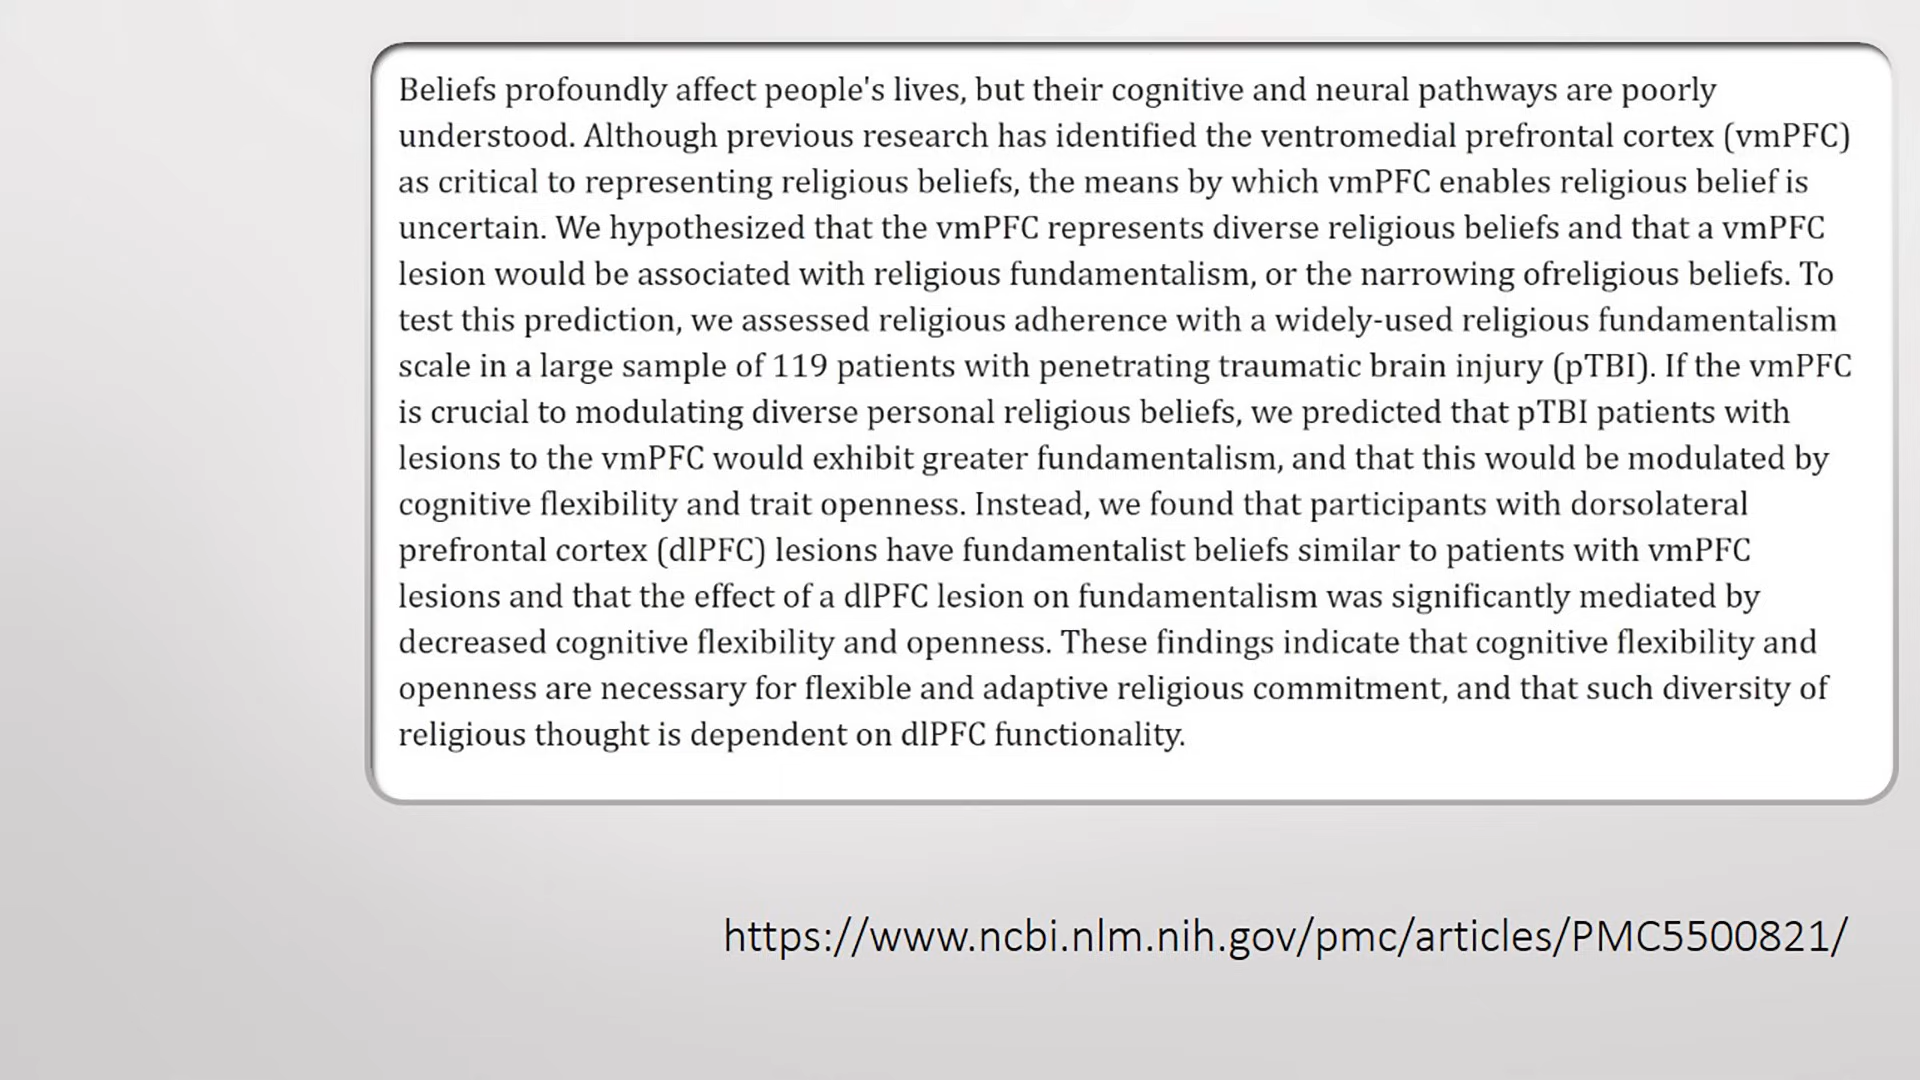 Beliefs profoundly affect people's lives, but their cognitive and neural pathways are poorly
understood. Although previous research has identified the ventromedial prefrontal cortex (vmPFC)
as critical to representing religious beliefs, the means by which vmPFC enables religious belief is
uncertain. We hypothesized that the vmPFC represents diverse religious beliefs and that a vmPFC
lesion would be associated with religious fundamentalism, or the narrowing ofreligious beliefs. To
test this prediction, we assessed religious adherence with a widely-used religious fundamentalism
scale in a large sample of 119 patients with penetrating traumatic brain injury (pTBI). If the vmPFC
is crucial to modulating diverse personal religious beliefs, we predicted that pTBI patients with
lesions to the vmPFC would exhibit greater fundamentalism, and that this would be modulated by
cognitive flexibility and trait openness. Instead, we found that participants with dorsolateral
prefrontal cortex (dlPFC) lesions have fundamentalist beliefs similar to patients with vmPFC
lesions and that the effect of a dlPFC lesion on fundamentalism was significantly mediated by
decreased cognitive flexibility and openness. These findings indicate that cognitive flexibility and
openness are necessary for flexible and adaptive religious commitment, and that such diversity of
religious thought is dependent on dlPFC functionality.
https://www.ncbi.nlm.nih.gov/pmc/articles/PMC5500821/